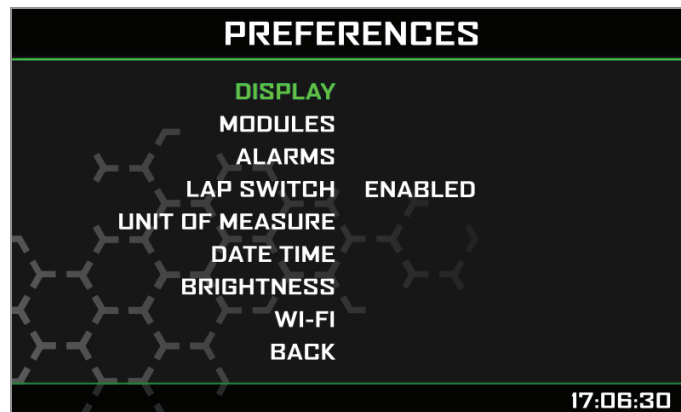 PREFERENCES
DISPLAY
MODULES
ALARMS
LAP SWITCH ENABLED
UNIT OF MEASURE
DATE TIME
BRIGHTNESS
WI-FI
BACK
17:06:30